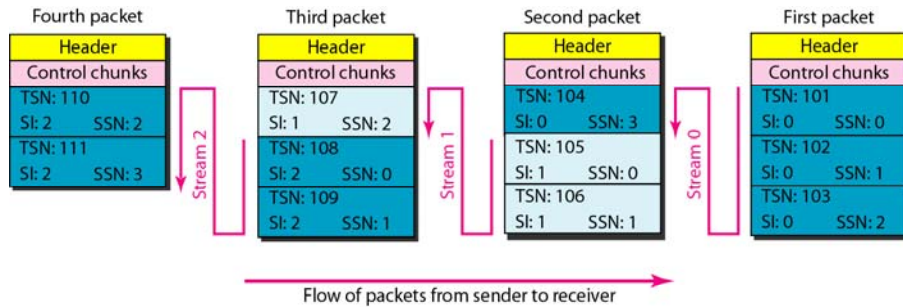 Fourth packet
Header
Control chunks
TSN: 110
SI: 2 SSN: 2
TSN: 111
SI: 2 SSN: 3
Stream 2
Third packet
Header
Control chunks
TSN: 107
SI: 1 SSN: 2
TSN: 108
SI: 2 SSN: 0
TSN: 109
SI: 2 SSN: 1
Stream 1
Second packet
Header
Control chunks
TSN: 104
SI: 0 SSN: 3
TSN: 105
SI: 1 SSN: 0
TSN: 106
SI: 1 SSN: 1
Stream 0
First packet
Header
Control chunks
TSN: 101
SI: 0 SSN: 0
TSN: 102
SI: 0 SSN: 1
TSN: 103
SI: 0 SSN: 2
Flow of packets from sender to receiver